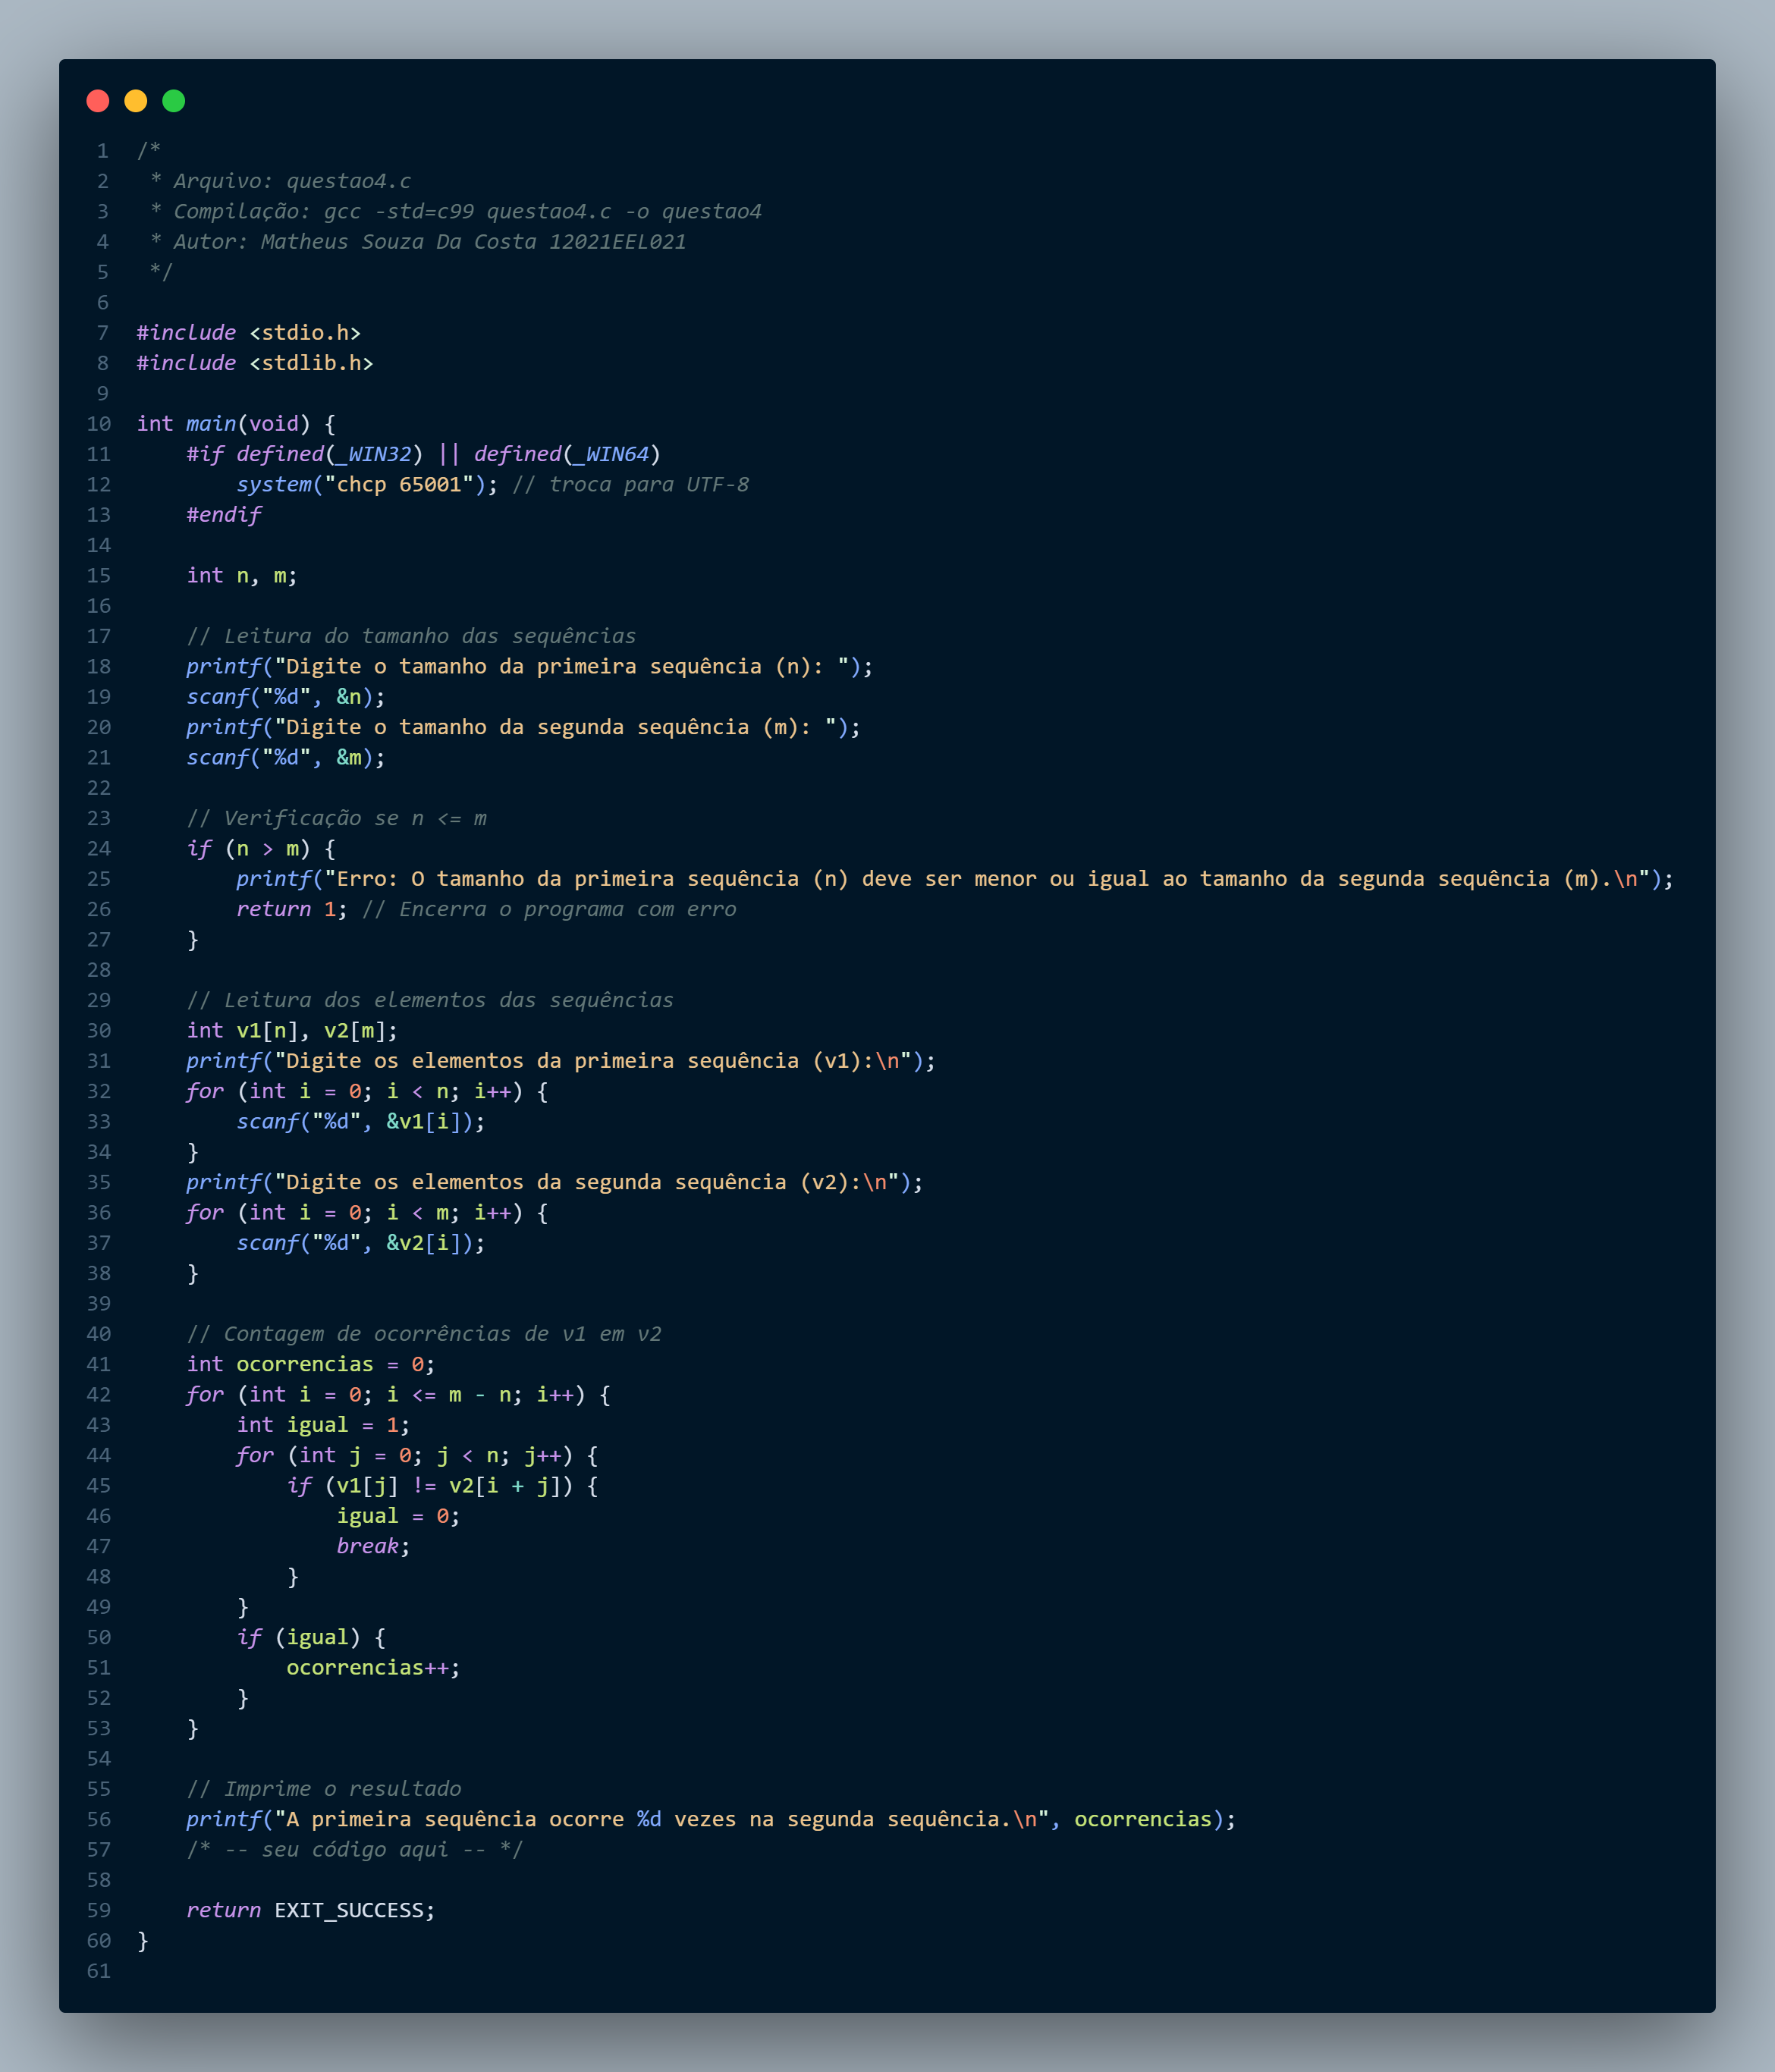 1 /*
2  * Arquivo: questao4.c
3  * Compilação: gcc -std=c99 questao4.c -o questao4
4  * Autor: Matheus Souza Da Costa 12021EEL021
5  */
6
7 #include <stdio.h>
8 #include <stdlib.h>
9
10 int main(void) {
11     #if defined(_WIN32) || defined(_WIN64)
12         system("chcp 65001"); // troca para UTF-8
13     #endif
14
15     int n, m;
16
17     // Leitura do tamanho das sequências
18     printf("Digite o tamanho da primeira sequência (n): ");
19     scanf("%d", &n);
20     printf("Digite o tamanho da segunda sequência (m): ");
21     scanf("%d", &m);
22
23     // Verificação se n <= m
24     if (n > m) {
25         printf("Erro: O tamanho da primeira sequência (n) deve ser menor ou igual ao tamanho da segunda sequência (m).\n");
26         return 1; // Encerra o programa com erro
27     }
28
29     // Leitura dos elementos das sequências
30     int v1[n], v2[m];
31     printf("Digite os elementos da primeira sequência (v1):\n");
32     for (int i = 0; i < n; i++) {
33         scanf("%d", &v1[i]);
34     }
35     printf("Digite os elementos da segunda sequência (v2):\n");
36     for (int i = 0; i < m; i++) {
37         scanf("%d", &v2[i]);
38     }
39
40     // Contagem de ocorrências de v1 em v2
41     int ocorrencias = 0;
42     for (int i = 0; i <= m - n; i++) {
43         int igual = 1;
44         for (int j = 0; j < n; j++) {
45             if (v1[j] != v2[i + j]) {
46                 igual = 0;
47                 break;
48             }
49         }
50         if (igual) {
51             ocorrencias++;
52         }
53     }
54
55     // Imprime o resultado
56     printf("A primeira sequência ocorre %d vezes na segunda sequência.\n", ocorrencias);
57     /* -- seu código aqui -- */
58
59     return EXIT_SUCCESS;
60 }
61